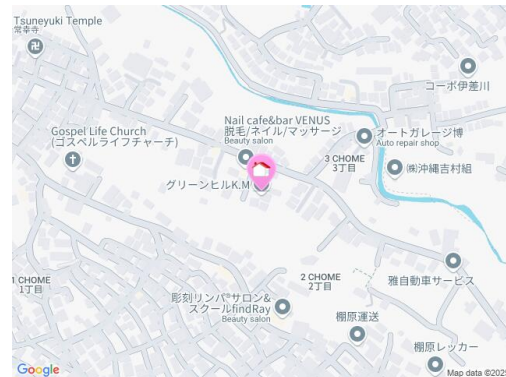 Tsuneyuki Temple
常幸寺
コーポ伊差川
Nail cafe&bar VENUS
脱毛/ネイル/マッサージ
Beauty salon
オートガレージ博
Auto repair shop
Gospel Life Church
(ゴスペルライフチャーチ)
3 CHOME
3丁目
㈱沖縄吉村組
グリーンヒルK.M
雅自動車サービス
1 CHOME
1丁目
2 CHOME
2丁目
彫刻リンパ®サロン&
スクールfindRay
Beauty salon
棚原運送
棚原レッカー
Google
Map data ©2025